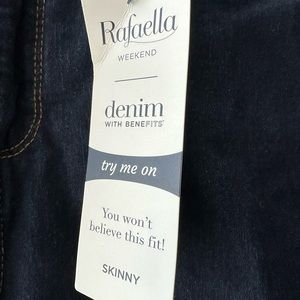 Rafaella
WEEKEND
denim
WITH BENEFITS®
try me on
You won't
believe this fit!
SKINNY